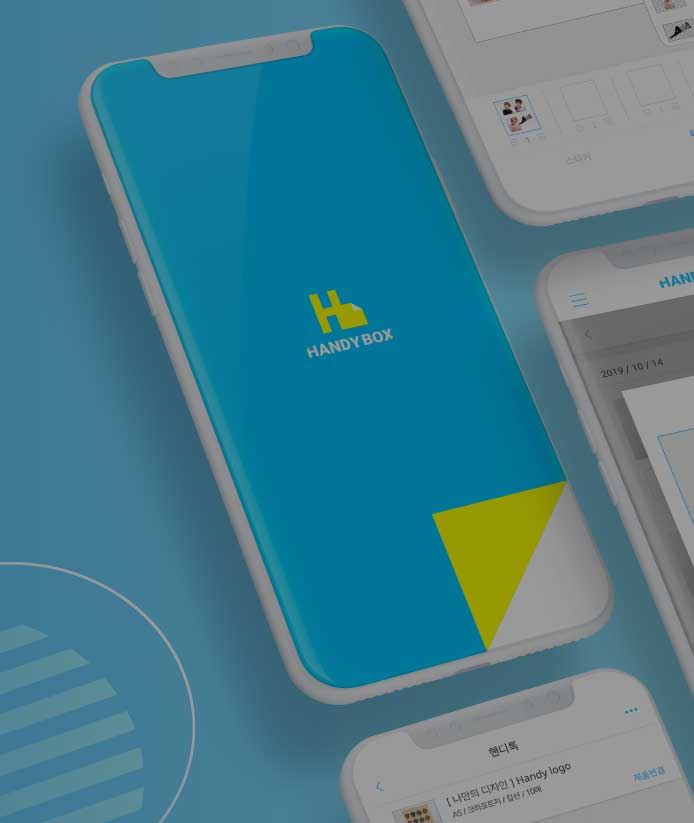 스티커
HANDY BOX
HAND
2019 / 10 / 14
핸디톡
[ 나만의 디자인 ] Handy logo
A5 / 크라프트지 / 칼선 / 10매
제품변경